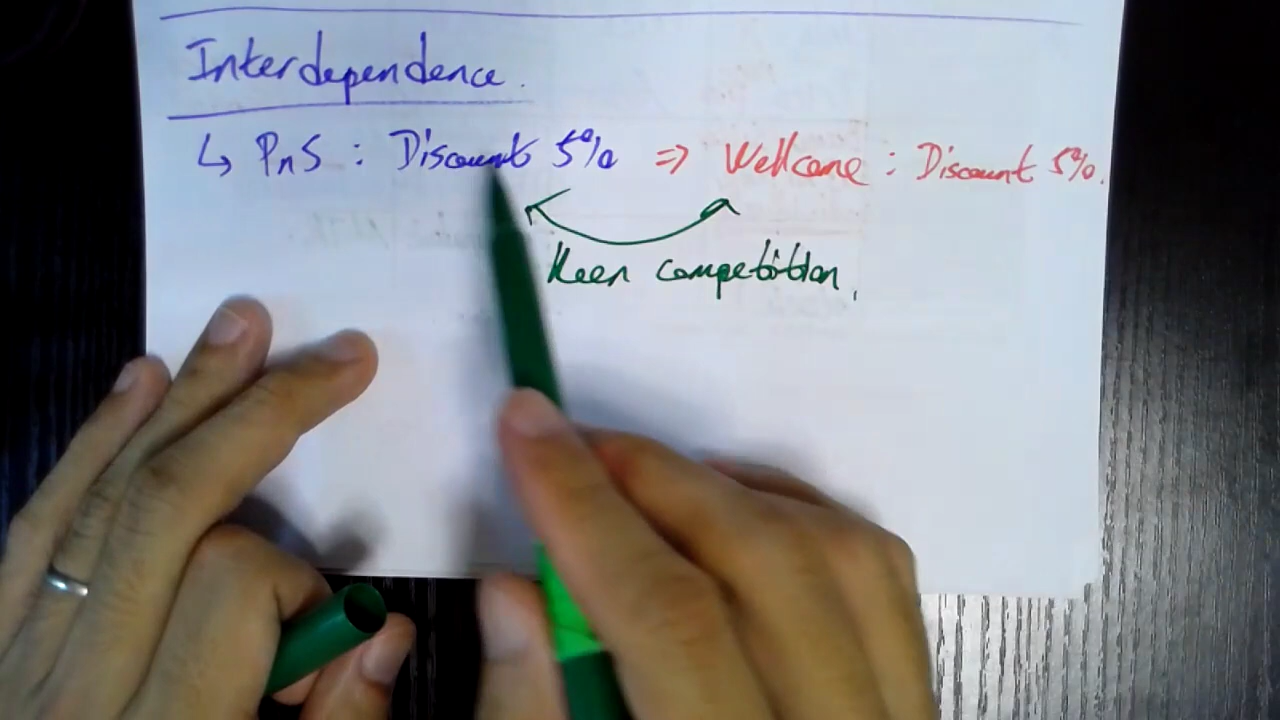 Interdependence.
↳ PnS : Discount 5% ⇒ Wellcome : Discount 5%.
Keen competition.